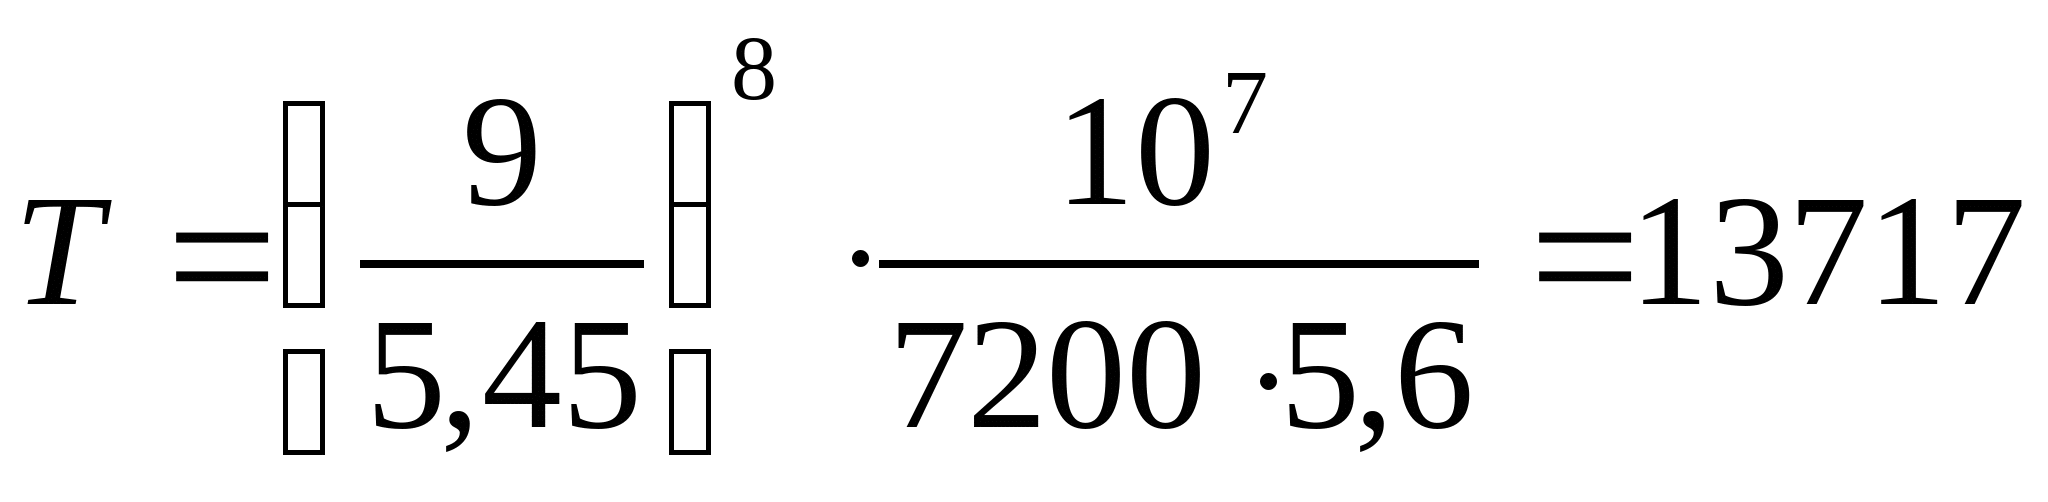 T = (9 / 5,45)^8 · 10^7 / (7200 · 5,6) = 13717